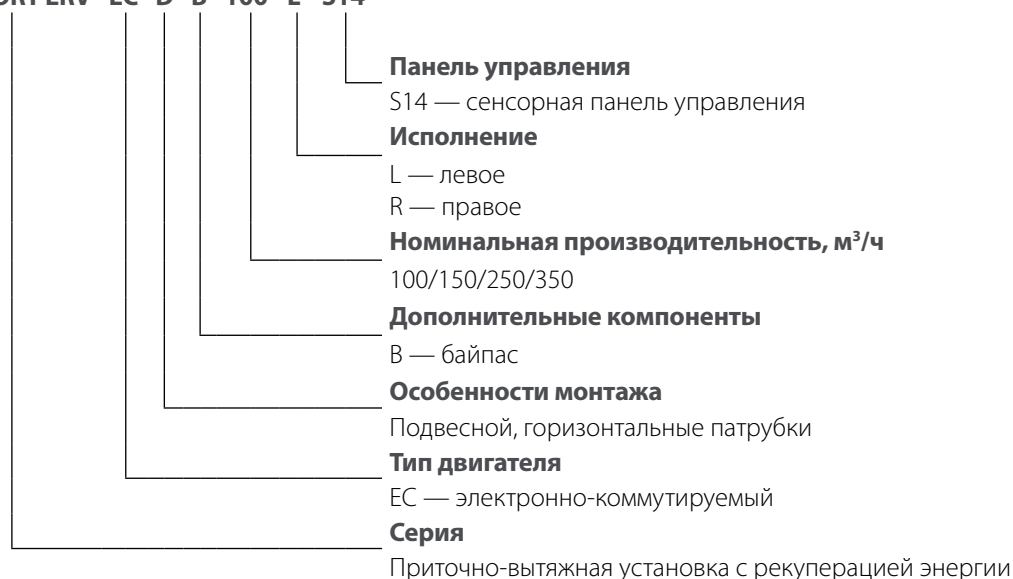 Панель управления
S14 — сенсорная панель управления
Исполнение
L — левое
R — правое
Номинальная производительность, м³/ч
100/150/250/350
Дополнительные компоненты
B — байпас
Особенности монтажа
Подвесной, горизонтальные патрубки
Тип двигателя
EC — электронно-коммутируемый
Серия
Приточно-вытяжная установка с рекуперацией энергии